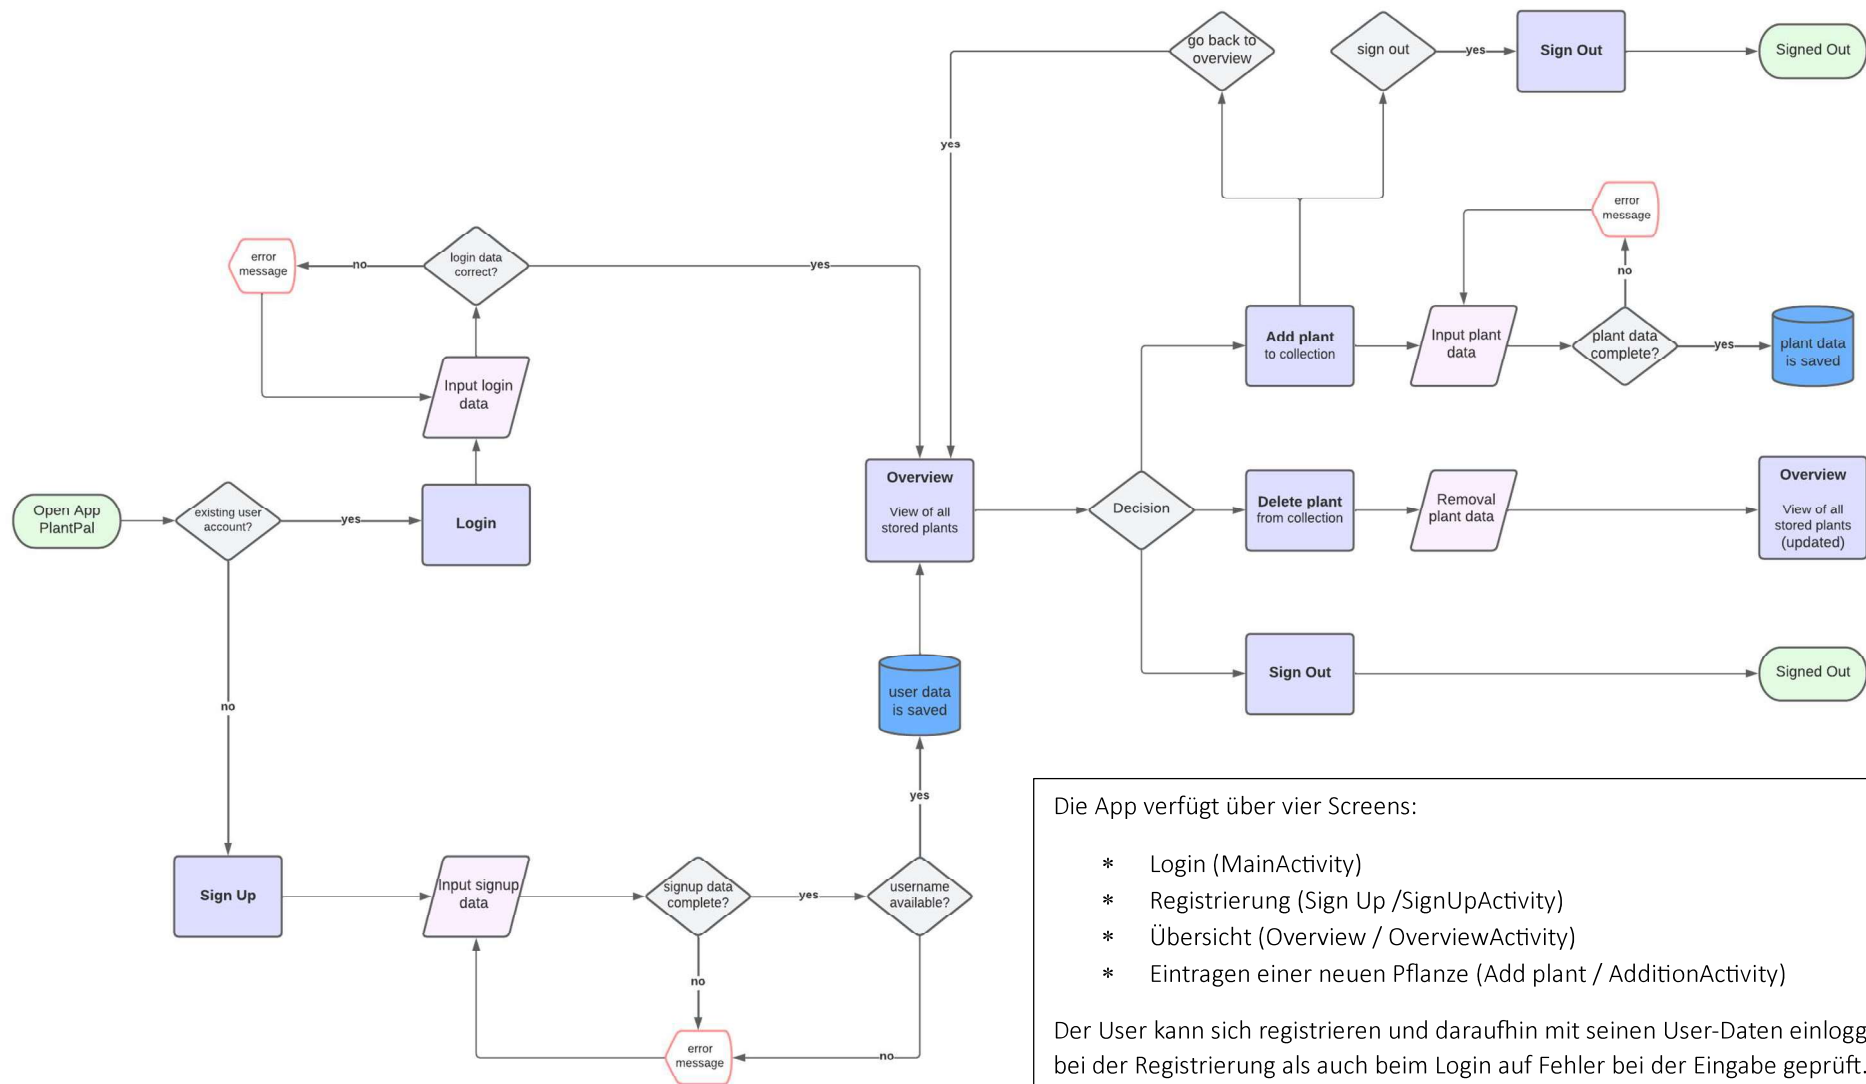 go back to
overview
sign out
yes
Sign Out
Signed Out
yes
error
message
no
login data
correct?
yes
error
message
no
Add plant
to collection
Input plant
data
plant data
complete?
yes
plant data
is saved
Input login
data
Overview
View of all
stored plants
Decision
Delete plant
from collection
Removal
plant data
Overview
View of all
stored plants
(updated)
Open App
PlantPal
existing user
account?
yes
Login
no
user data
is saved
Sign Out
Signed Out
yes
Sign Up
Input signup
data
signup data
complete?
yes
username
available?
no
error
message
no
Die App verfügt über vier Screens:
* Login (MainActivity)
* Registrierung (Sign Up /SignUpActivity)
* Übersicht (Overview / OverviewActivity)
* Eintragen einer neuen Pflanze (Add plant / AdditionActivity)
Der User kann sich registrieren und daraufhin mit seinen User-Daten einlogg
bei der Registrierung als auch beim Login auf Fehler bei der Eingabe geprüft.